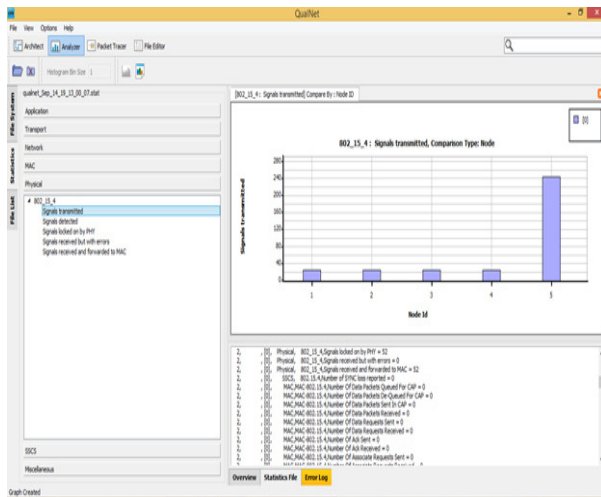 QualNet
File View Options Help
Architect Analyzer Packet Tracer File Editor
Histogram Bin Size : 1
File System
Statistics
File List
qualnet_Sep_14_19_13_00_07.stat
Application
Transport
Network
MAC
Physical
802_15_4
Signals transmitted
Signals detected
Signals locked on by PHY
Signals received but with errors
Signals received and forwarded to MAC
SSCS
Miscellaneous
[802_15_4 : Signals transmitted] Compare By : Node ID
[0]
802_15_4 : Signals transmitted, Comparison Type: Node
Signals transmitted
280
240
200
160
120
80
40
0
1 2 3 4 5
Node Id
2, , [0], Physical, 802_15_4,Signals locked on by PHY = 52
2, , [0], Physical, 802_15_4,Signals received but with errors = 0
2, , [0], Physical, 802_15_4,Signals received and forwarded to MAC = 52
2, , [0], SSCS, 802.15.4,Number of SYNC loss reported = 0
2, , [0], MAC,MAC-802.15.4,Number Of Data Packets Queued For CAP = 0
2, , [0], MAC,MAC-802.15.4,Number Of Data Packets De-Queued For CAP = 0
2, , [0], MAC,MAC-802.15.4,Number Of Data Packets Sent In CAP = 0
2, , [0], MAC,MAC-802.15.4,Number Of Data Packets Received = 0
2, , [0], MAC,MAC-802.15.4,Number Of Data Requests Sent = 0
2, , [0], MAC,MAC-802.15.4,Number Of Data Requests Received = 0
2, , [0], MAC,MAC-802.15.4,Number Of Ack Sent = 0
2, , [0], MAC,MAC-802.15.4,Number Of Ack Received = 0
2, , [0], MAC,MAC-802.15.4,Number Of Associate Requests Sent = 0
Overview Statistics File Error Log
Graph Created